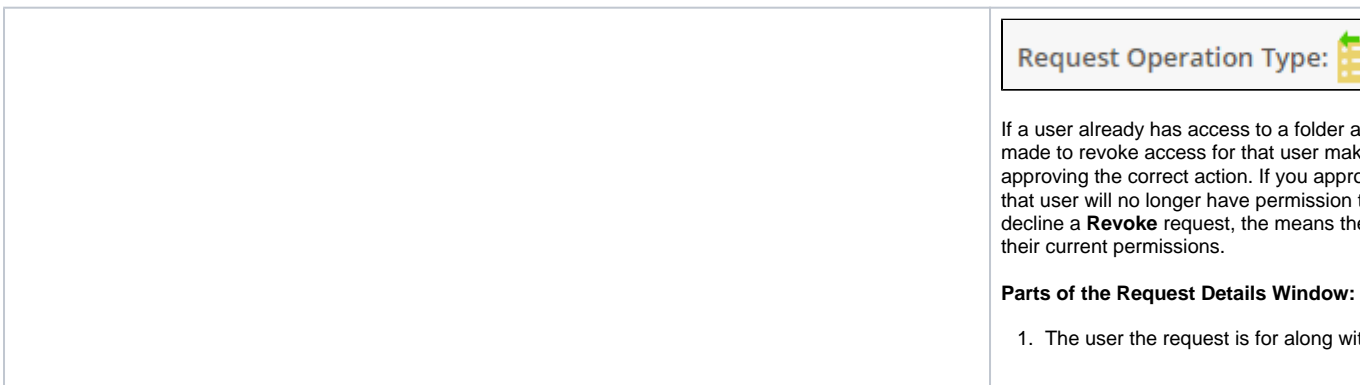 Request Operation Type:
If a user already has access to a folder a
made to revoke access for that user mak
approving the correct action. If you appro
that user will no longer have permission t
decline a Revoke request, the means the
their current permissions.
Parts of the Request Details Window:
1. The user the request is for along wit